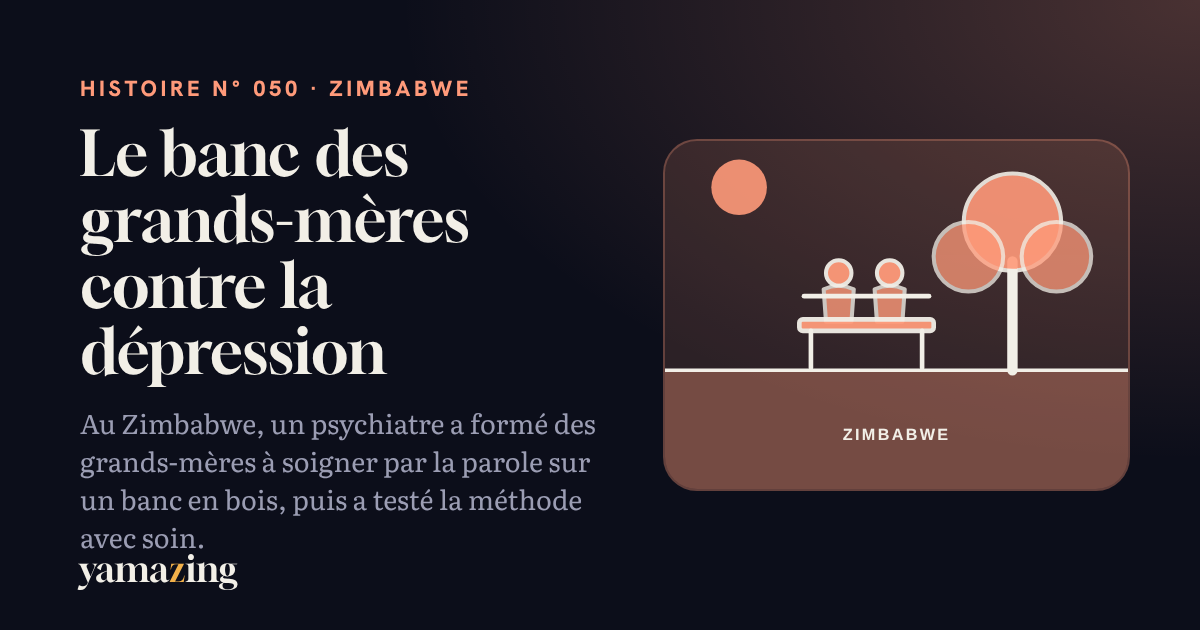 HISTOIRE N° 050 · ZIMBABWE
Le banc des
grands-mères
contre la
dépression
Au Zimbabwe, un psychiatre a formé des
grands-mères à soigner par la parole sur
un banc en bois, puis a testé la méthode
avec soin.
yamazing
ZIMBABWE